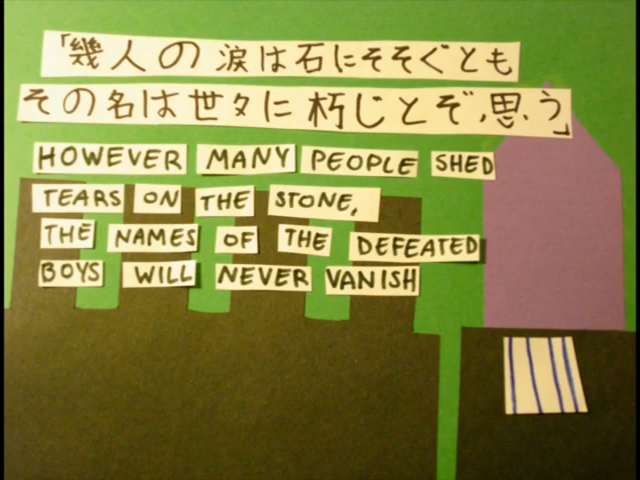 「幾人の涙は石にそそぐとも
その名は世々に朽じとぞ思う」
HOWEVER MANY PEOPLE SHED
TEARS ON THE STONE,
THE NAMES OF THE DEFEATED
BOYS WILL NEVER VANISH